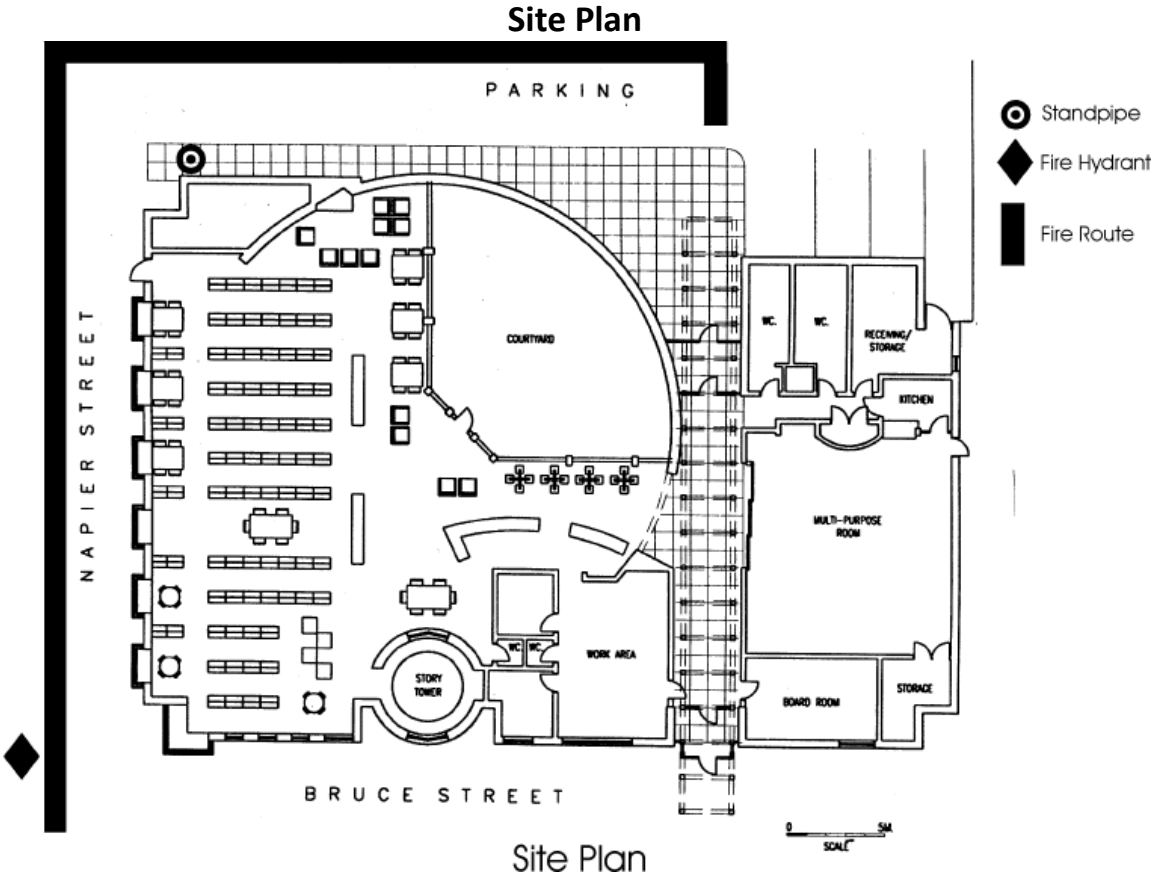 Site Plan
PARKING
Standpipe
Fire Hydrant
Fire Route
NAPIER STREET
COURTYARD
WC.
WC.
RECEIVING/
STORAGE
KITCHEN
MULTI-PURPOSE
ROOM
WC.
WC.
WORK AREA
STORY
TOWER
BOARD ROOM
STORAGE
BRUCE STREET
0 5M.
SCALE
Site Plan